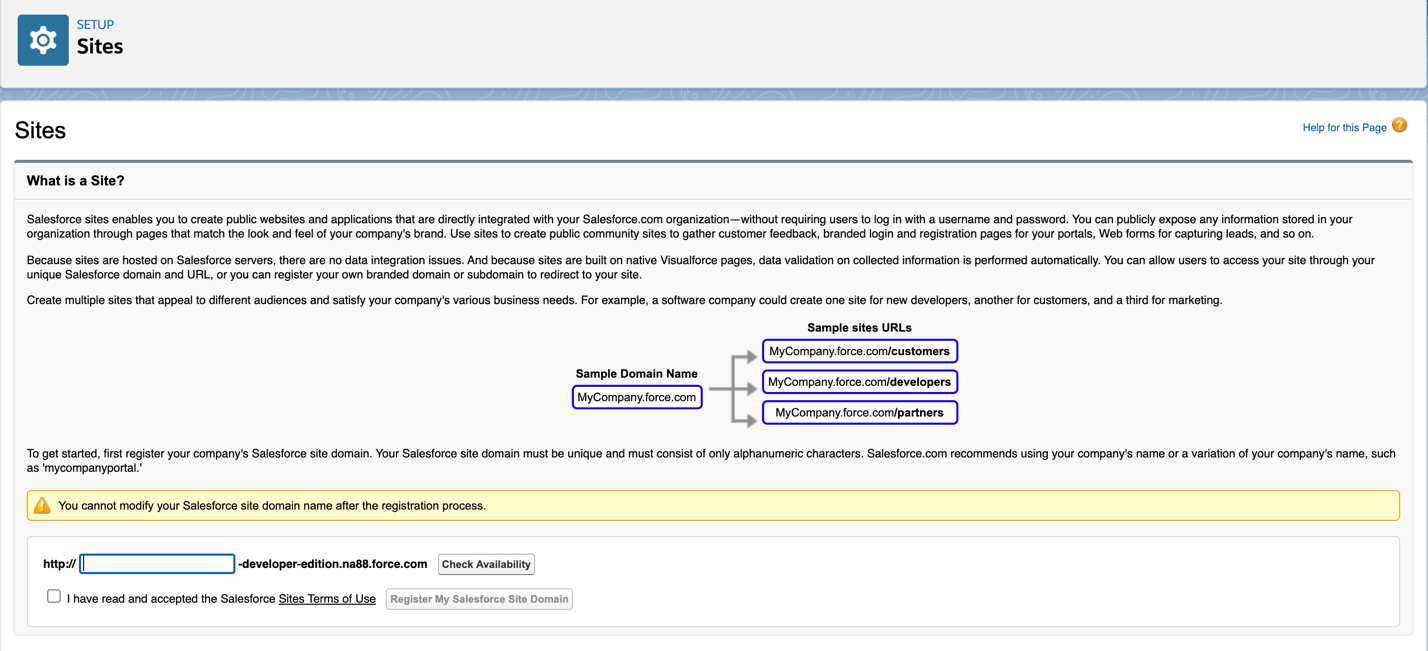 SETUP
Sites
Sites
Help for this Page ?
What is a Site?
Salesforce sites enables you to create public websites and applications that are directly integrated with your Salesforce.com organization—without requiring users to log in with a username and password. You can publicly expose any information stored in your
organization through pages that match the look and feel of your company's brand. Use sites to create public community sites to gather customer feedback, branded login and registration pages for your portals, Web forms for capturing leads, and so on.
Because sites are hosted on Salesforce servers, there are no data integration issues. And because sites are built on native Visualforce pages, data validation on collected information is performed automatically. You can allow users to access your site through your
unique Salesforce domain and URL, or you can register your own branded domain or subdomain to redirect to your site.
Create multiple sites that appeal to different audiences and satisfy your company's various business needs. For example, a software company could create one site for new developers, another for customers, and a third for marketing.
Sample sites URLs
MyCompany.force.com/customers
Sample Domain Name
MyCompany.force.com/developers
MyCompany.force.com
MyCompany.force.com/partners
To get started, first register your company's Salesforce site domain. Your Salesforce site domain must be unique and must consist of only alphanumeric characters. Salesforce.com recommends using your company's name or a variation of your company's name, such
as 'mycompanyportal.'
You cannot modify your Salesforce site domain name after the registration process.
http:// -developer-edition.na88.force.com Check Availability
I have read and accepted the Salesforce Sites Terms of Use Register My Salesforce Site Domain